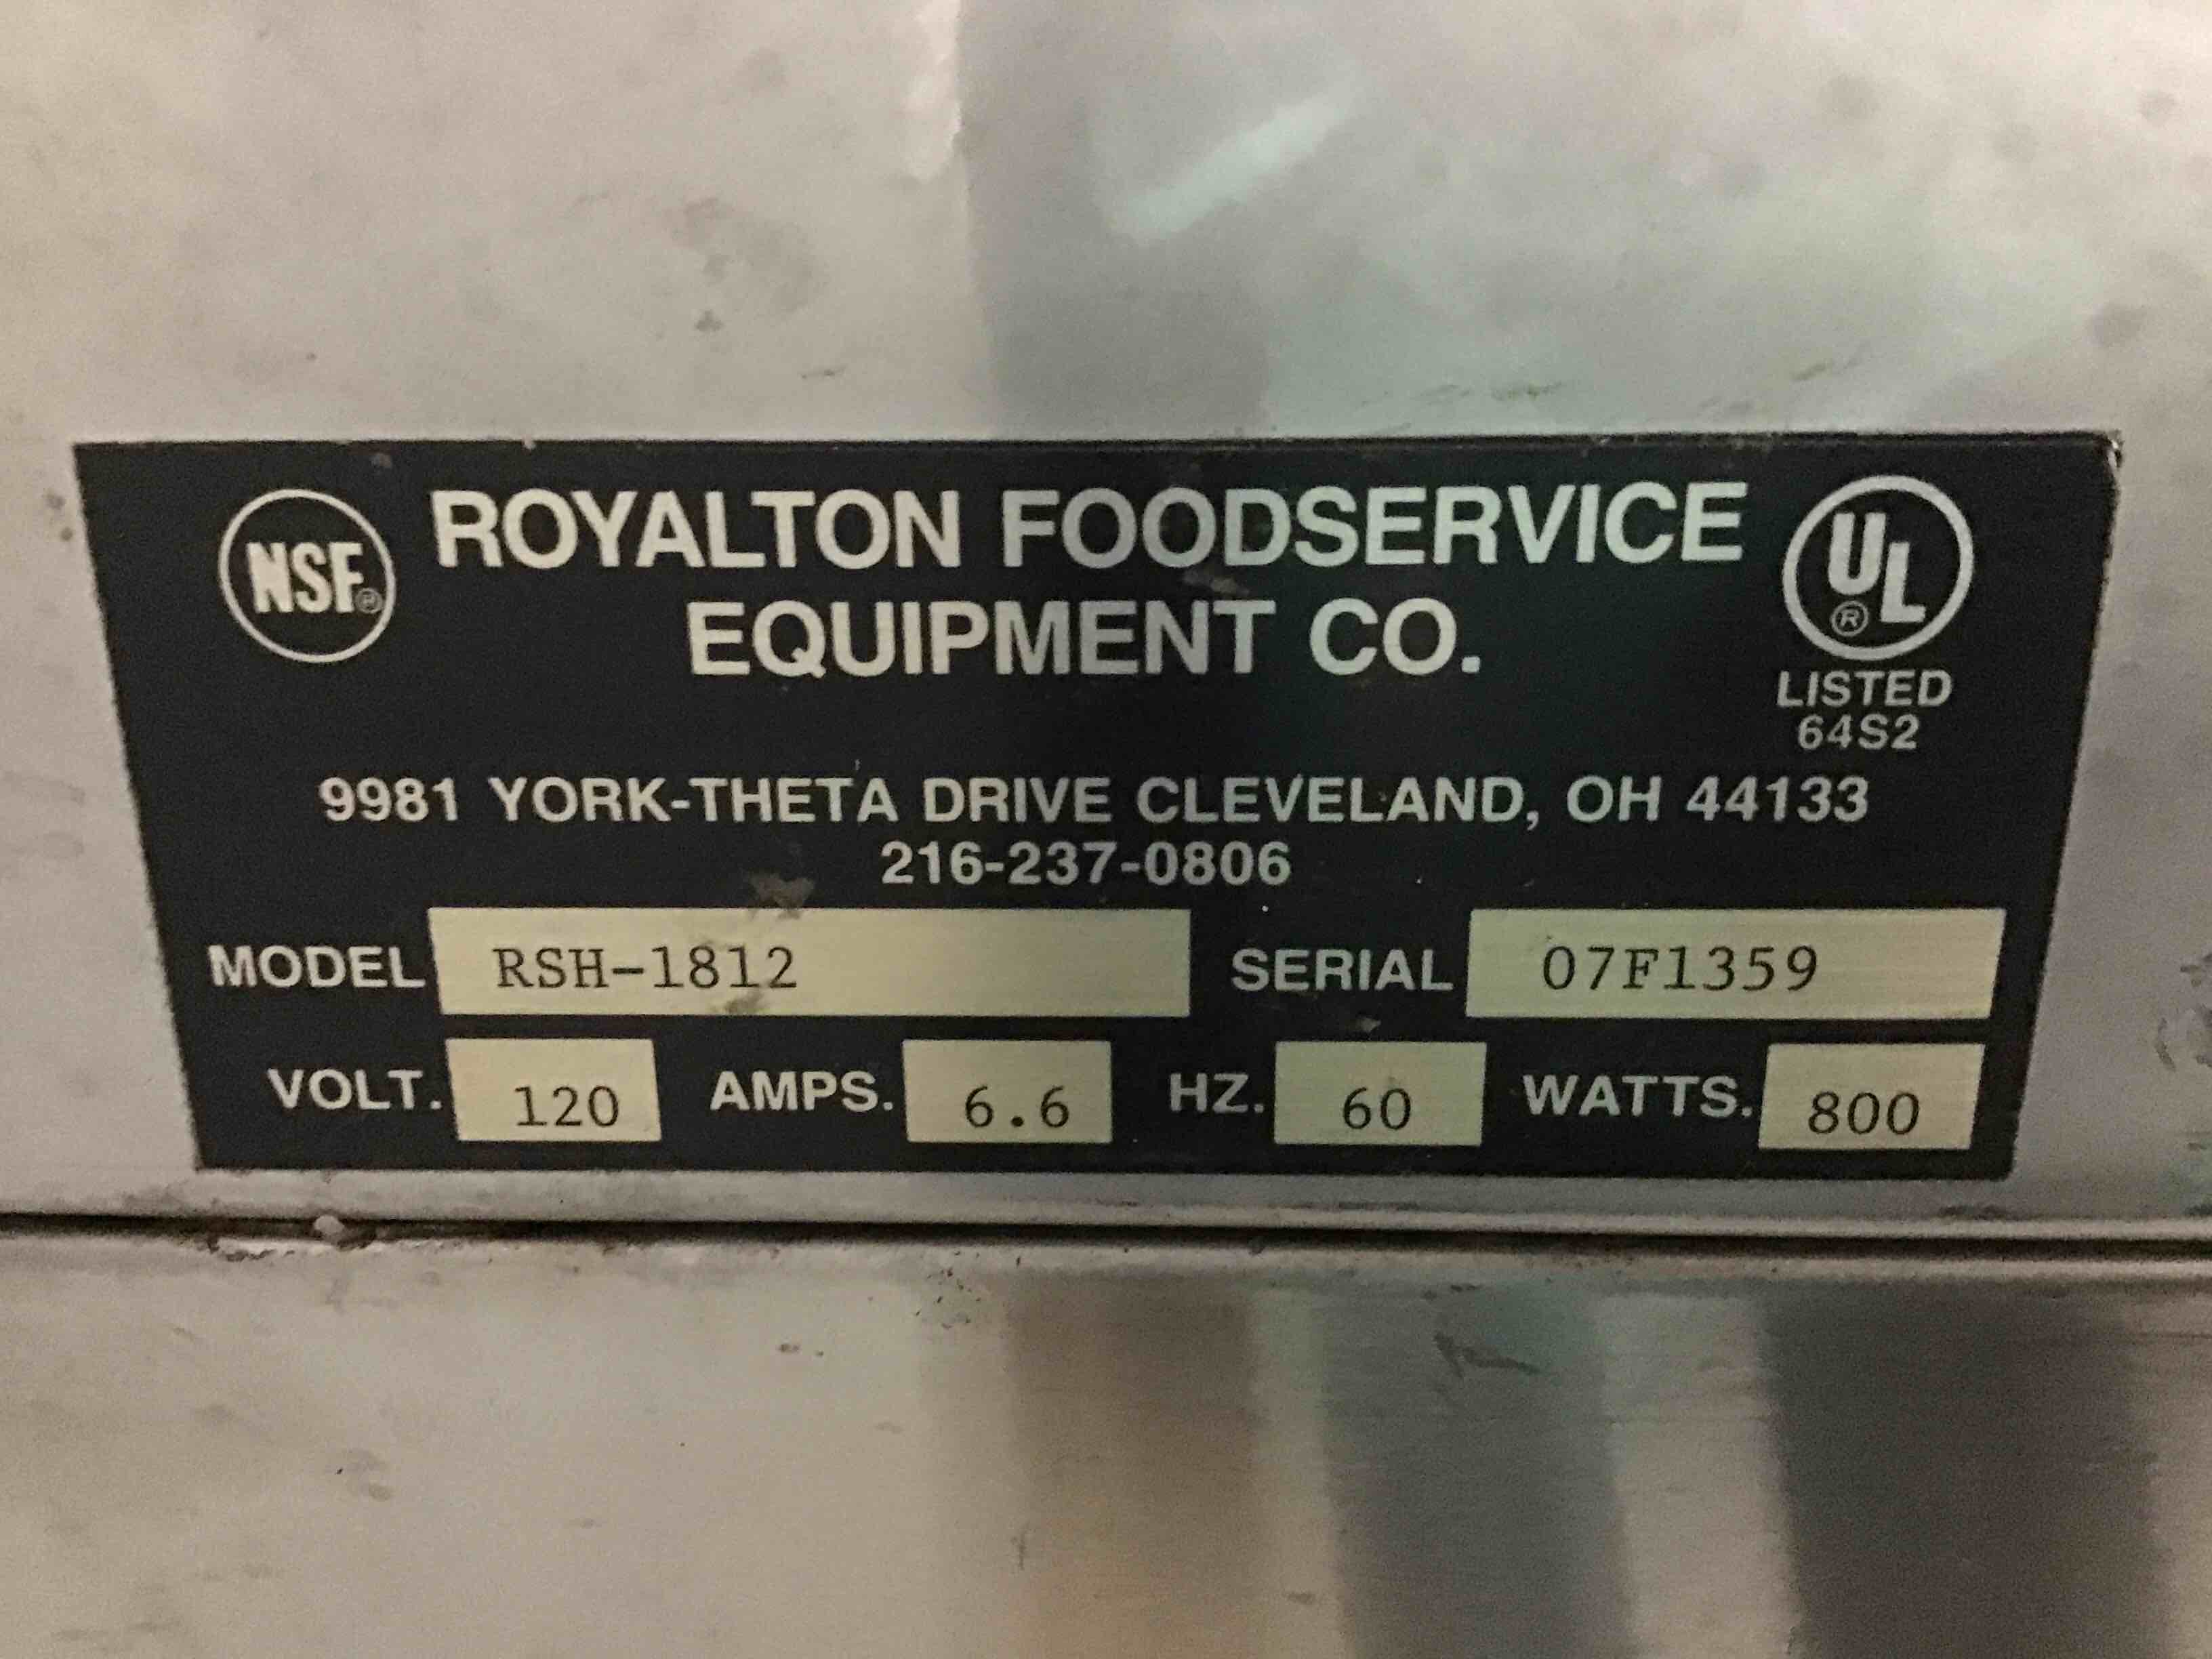 NSF®
ROYALTON FOODSERVICE
EQUIPMENT CO.
UL®
LISTED
64S2
9981 YORK-THETA DRIVE CLEVELAND, OH 44133
216-237-0806
MODEL RSH-1812 SERIAL 07F1359
VOLT. 120 AMPS. 6.6 HZ. 60 WATTS. 800